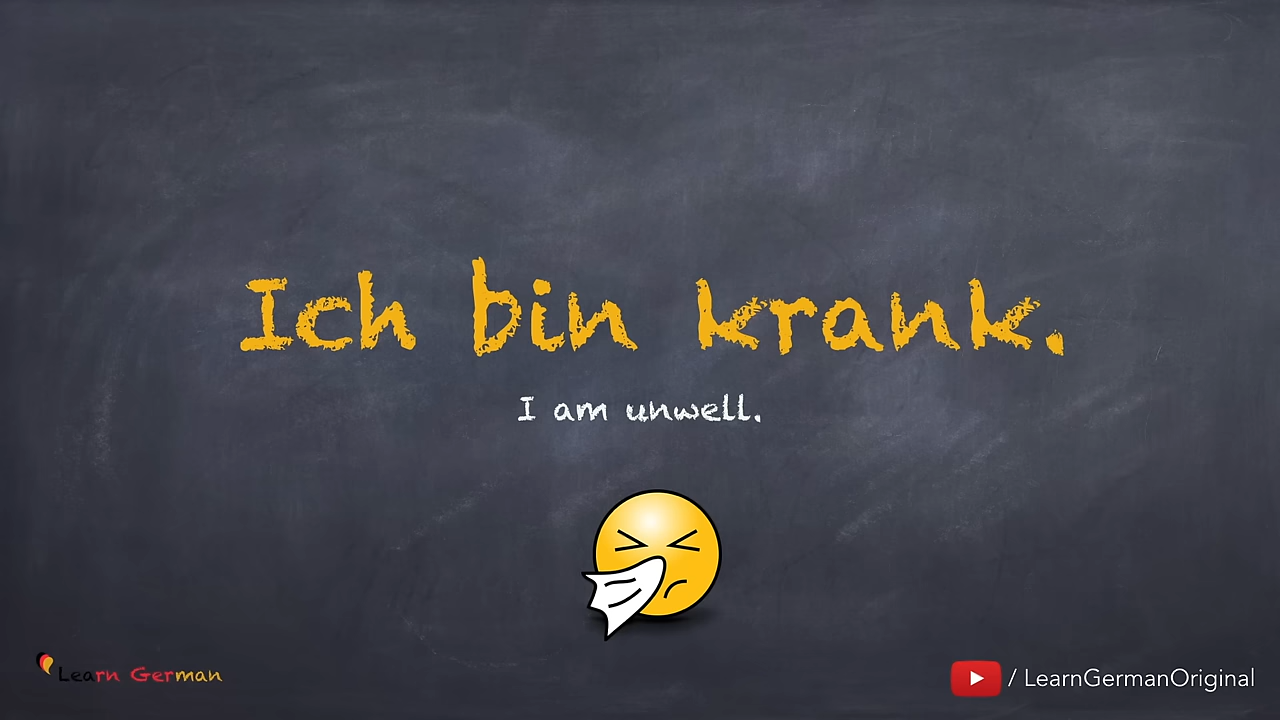 Ich bin krank.
I am unwell.
Learn German
/ LearnGermanOriginal